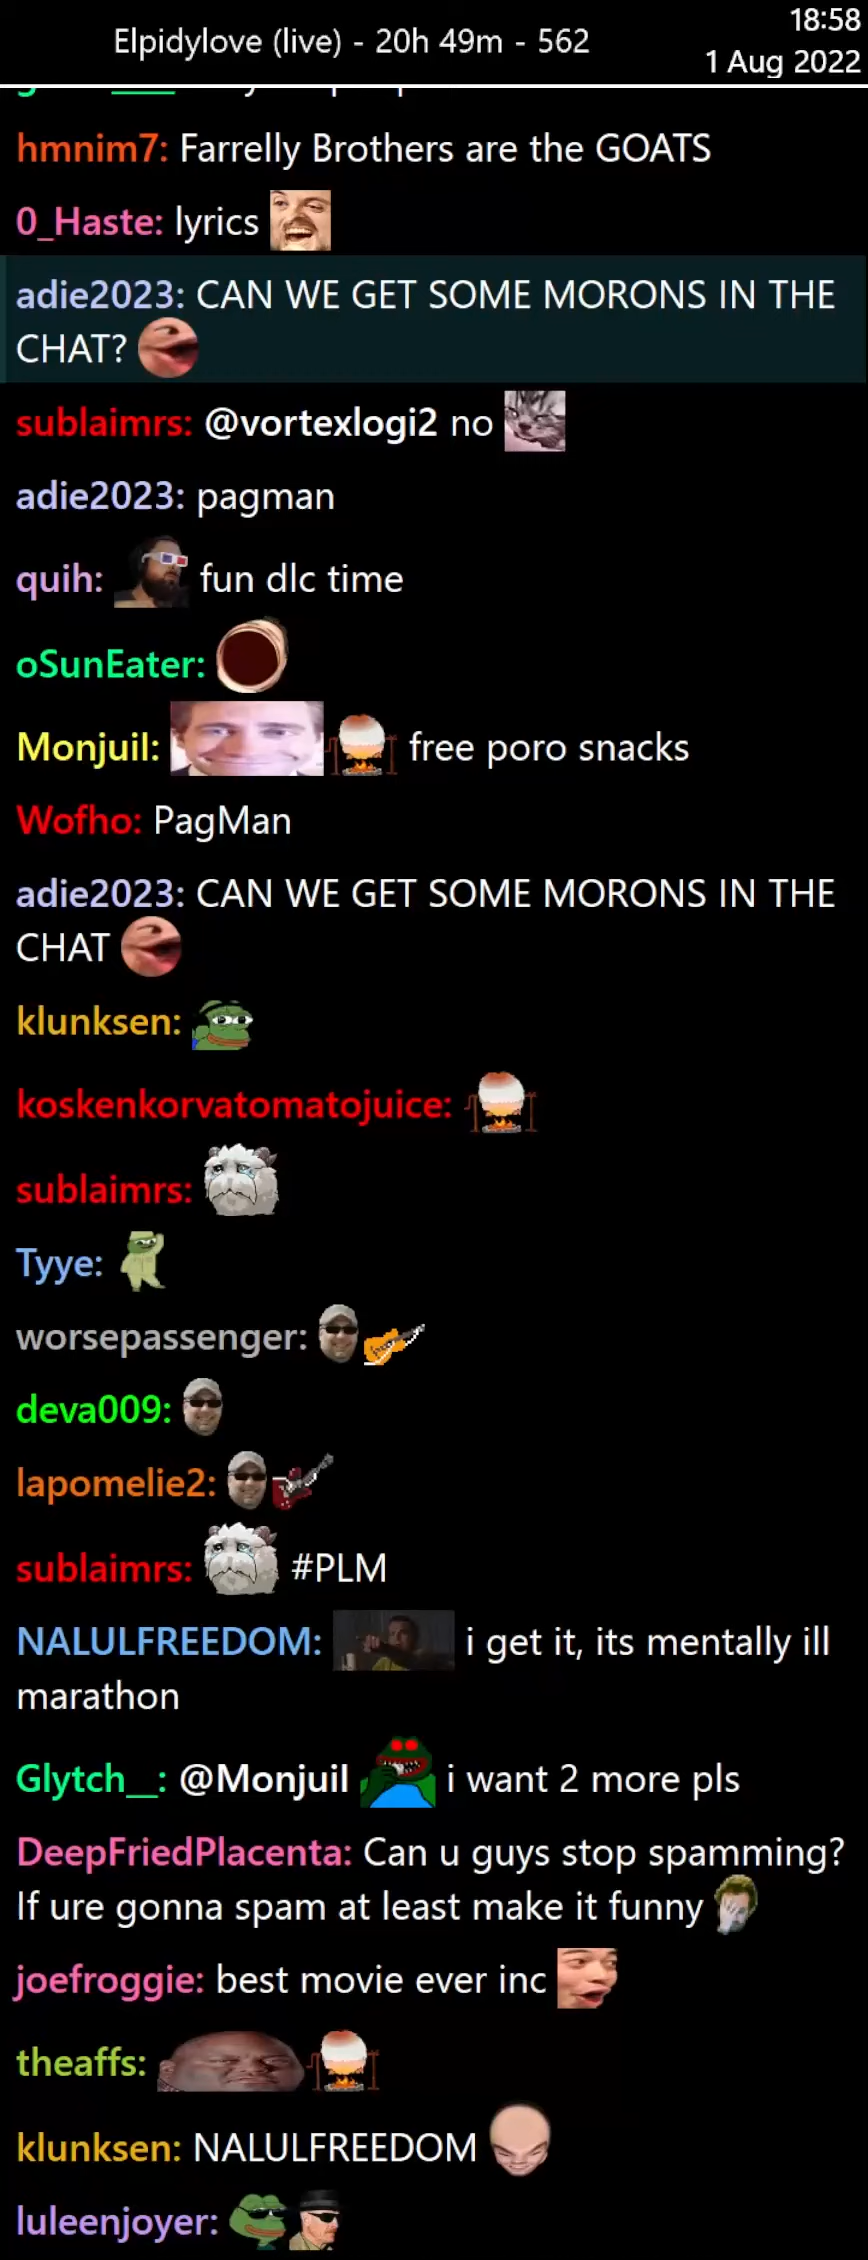 18:58
Elpidylove (live) - 20h 49m - 562
1 Aug 2022
hmnim7: Farrelly Brothers are the GOATS
0_Haste: lyrics
adie2023: CAN WE GET SOME MORONS IN THE
CHAT?
sublaimrs: @vortexlogi2 no
adie2023: pagman
quih: fun dlc time
oSunEater:
Monjuil: free poro snacks
Wofho: PagMan
adie2023: CAN WE GET SOME MORONS IN THE
CHAT
klunksen:
koskenkorvatomatojuice:
sublaimrs:
Tyye:
worsepassenger:
deva009:
lapomelie2:
sublaimrs: #PLM
NALULFREEDOM: i get it, its mentally ill
marathon
Glytch__: @Monjuil i want 2 more pls
DeepFriedPlacenta: Can u guys stop spamming?
If ure gonna spam at least make it funny
joefroggie: best movie ever inc
theaffs:
klunksen: NALULFREEDOM
luleenjoyer: